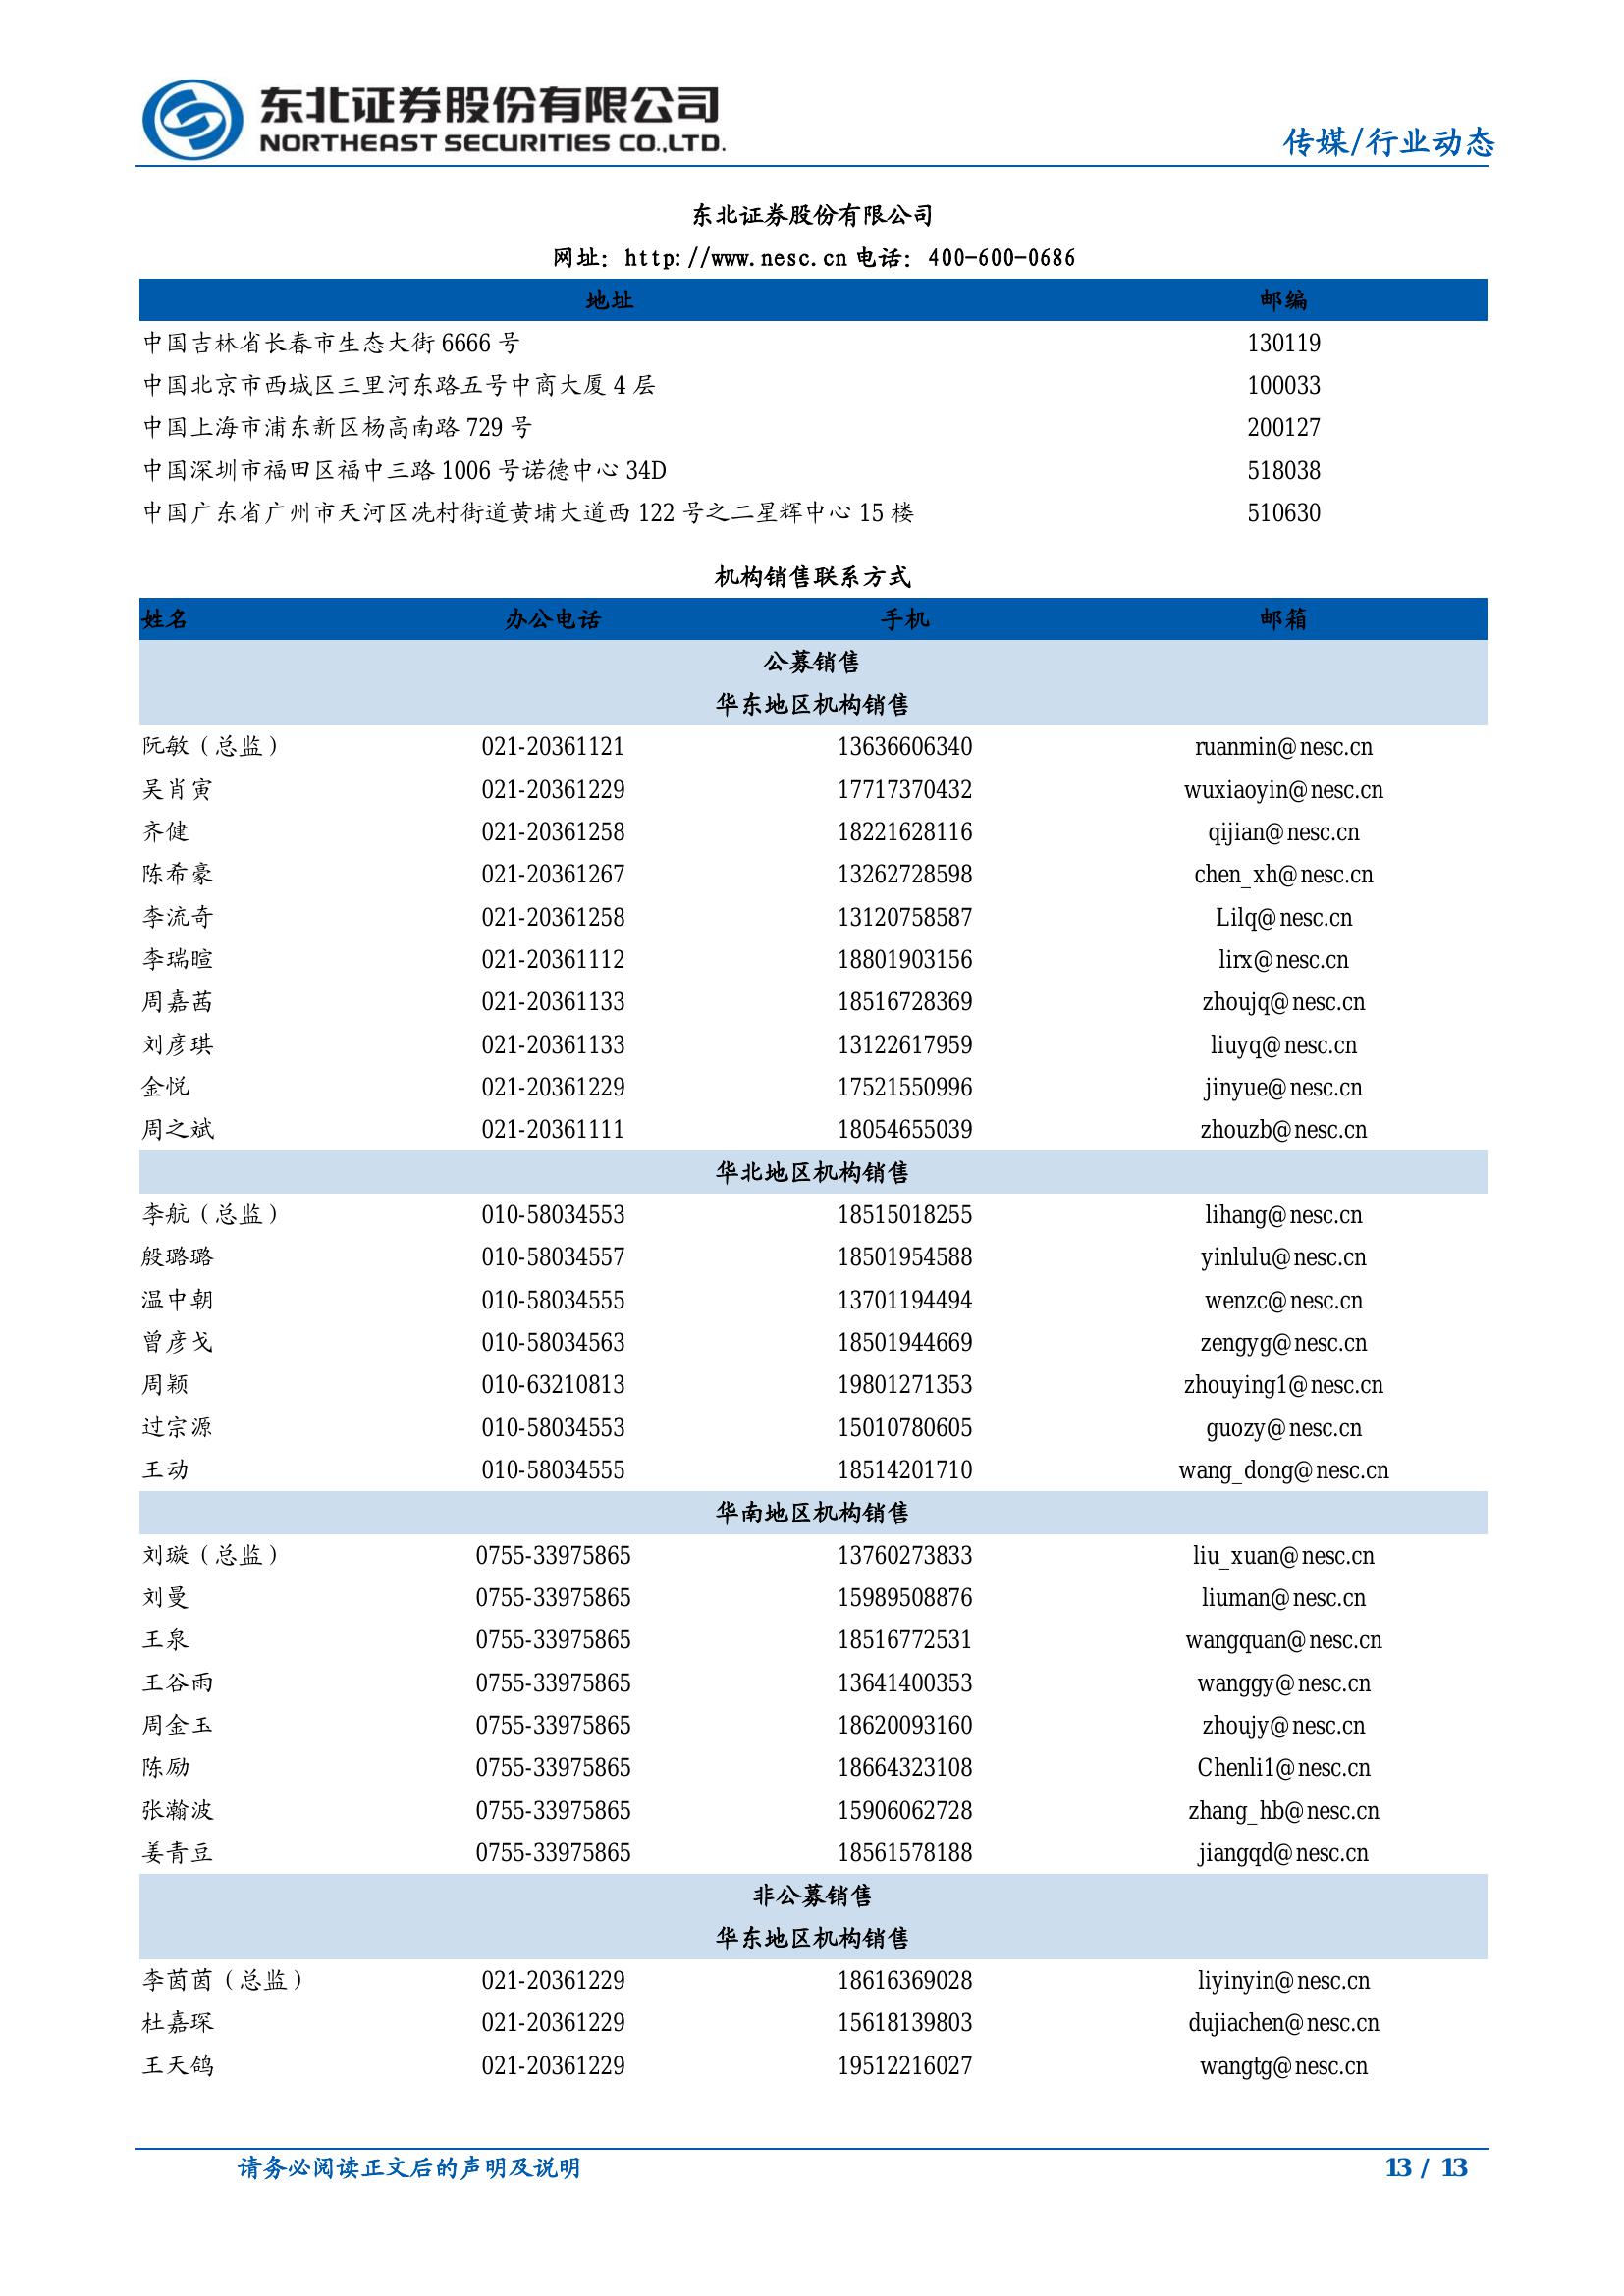 东北证券股份有限公司
NORTHEAST SECURITIES CO.,LTD.
传媒/行业动态
东北证券股份有限公司
网址：http://www.nesc.cn 电话：400-600-0686
地址 邮编
中国吉林省长春市生态大街 6666 号 130119
中国北京市西城区三里河东路五号中商大厦 4 层 100033
中国上海市浦东新区杨高南路 729 号 200127
中国深圳市福田区福中三路 1006 号诺德中心 34D 518038
中国广东省广州市天河区冼村街道黄埔大道西 122 号之二星辉中心 15 楼 510630
机构销售联系方式
姓名 办公电话 手机 邮箱
公募销售
华东地区机构销售
阮敏（总监） 021-20361121 13636606340 ruanmin@nesc.cn
吴肖寅 021-20361229 17717370432 wuxiaoyin@nesc.cn
齐健 021-20361258 18221628116 qijian@nesc.cn
陈希豪 021-20361267 13262728598 chen_xh@nesc.cn
李流奇 021-20361258 13120758587 Lilq@nesc.cn
李瑞暄 021-20361112 18801903156 lirx@nesc.cn
周嘉茜 021-20361133 18516728369 zhoujq@nesc.cn
刘彦琪 021-20361133 13122617959 liuyq@nesc.cn
金悦 021-20361229 17521550996 jinyue@nesc.cn
周之斌 021-20361111 18054655039 zhouzb@nesc.cn
华北地区机构销售
李航（总监） 010-58034553 18515018255 lihang@nesc.cn
殷璐璐 010-58034557 18501954588 yinlulu@nesc.cn
温中朝 010-58034555 13701194494 wenzc@nesc.cn
曾彦戈 010-58034563 18501944669 zengyg@nesc.cn
周颖 010-63210813 19801271353 zhouying1@nesc.cn
过宗源 010-58034553 15010780605 guozy@nesc.cn
王动 010-58034555 18514201710 wang_dong@nesc.cn
华南地区机构销售
刘璇（总监） 0755-33975865 13760273833 liu_xuan@nesc.cn
刘曼 0755-33975865 15989508876 liuman@nesc.cn
王泉 0755-33975865 18516772531 wangquan@nesc.cn
王谷雨 0755-33975865 13641400353 wanggy@nesc.cn
周金玉 0755-33975865 18620093160 zhoujy@nesc.cn
陈励 0755-33975865 18664323108 Chenli1@nesc.cn
张瀚波 0755-33975865 15906062728 zhang_hb@nesc.cn
姜青豆 0755-33975865 18561578188 jiangqd@nesc.cn
非公募销售
华东地区机构销售
李茵茵（总监） 021-20361229 18616369028 liyinyin@nesc.cn
杜嘉琛 021-20361229 15618139803 dujiachen@nesc.cn
王天鸽 021-20361229 19512216027 wangtg@nesc.cn
请务必阅读正文后的声明及说明 13 / 13